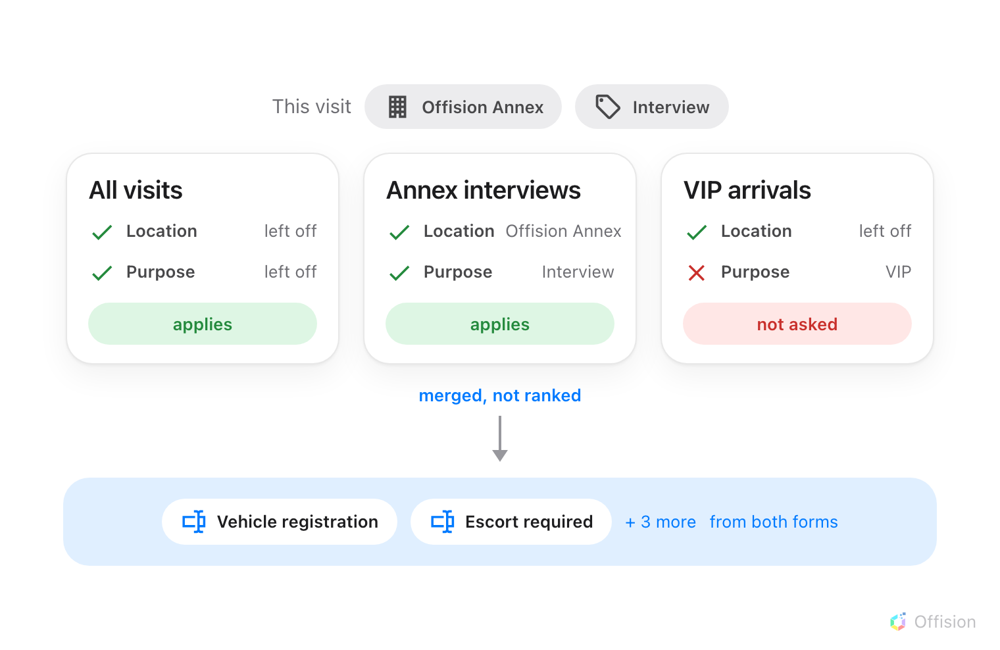 This visit Offision Annex Interview
All visits
Location left off
Purpose left off
applies
Annex interviews
Location Offision Annex
Purpose Interview
applies
VIP arrivals
Location left off
Purpose VIP
not asked
merged, not ranked
Vehicle registration Escort required + 3 more from both forms
Offision